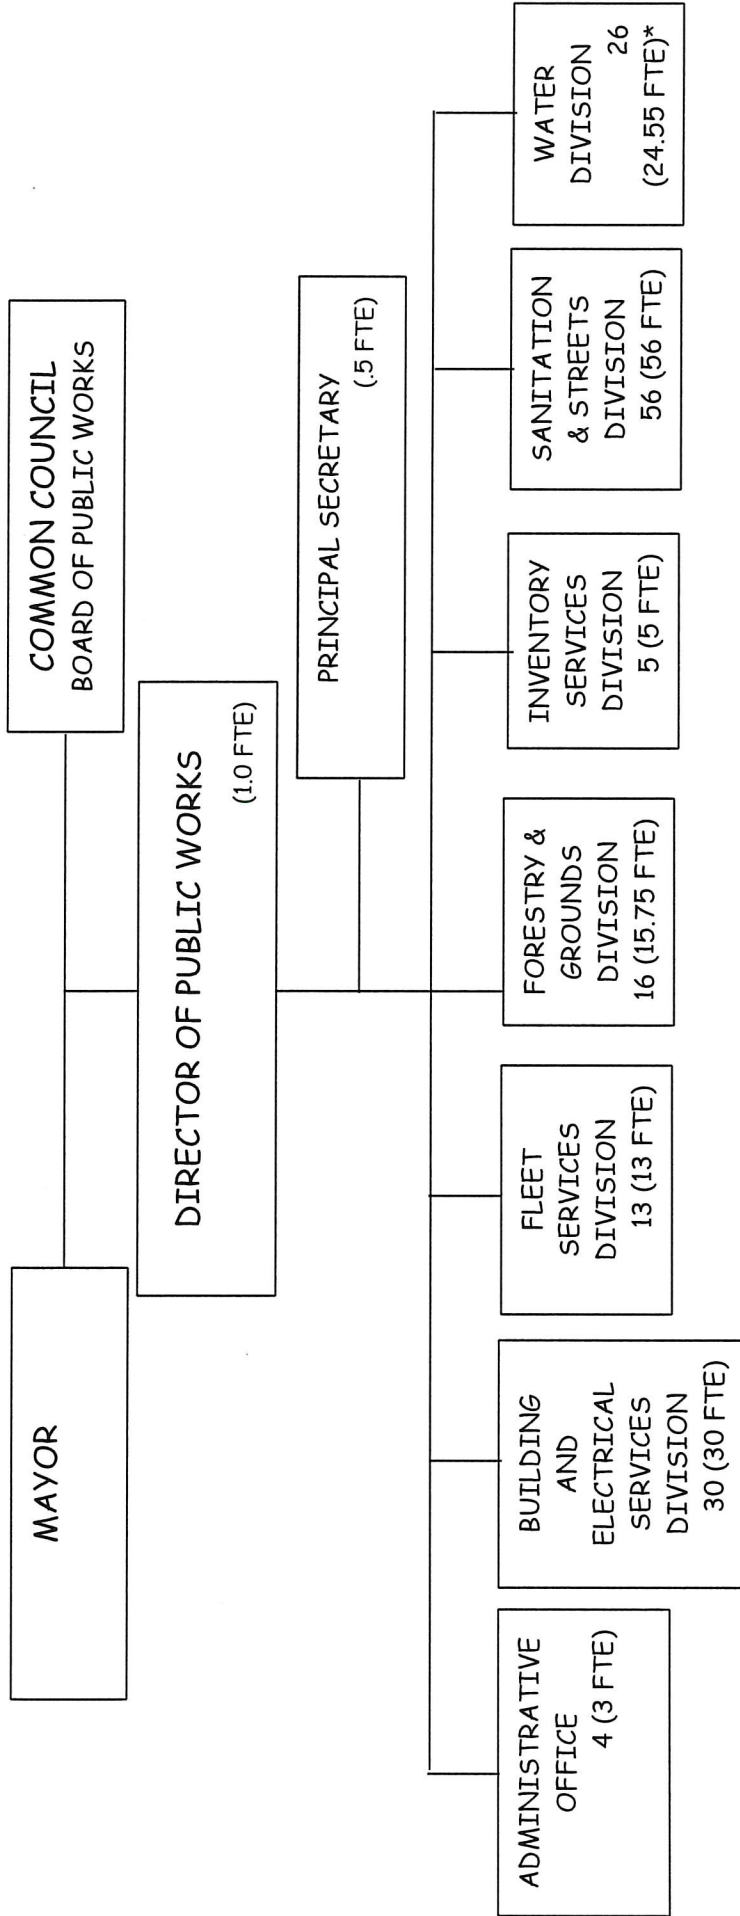 MAYOR
COMMON COUNCIL
BOARD OF PUBLIC WORKS
DIRECTOR OF PUBLIC WORKS
(1.0 FTE)
PRINCIPAL SECRETARY
(.5 FTE)
ADMINISTRATIVE
OFFICE
4 (3 FTE)
BUILDING
AND
ELECTRICAL
SERVICES
DIVISION
30 (30 FTE)
FLEET
SERVICES
DIVISION
13 (13 FTE)
FORESTRY &
GROUNDS
DIVISION
16 (15.75 FTE)
INVENTORY
SERVICES
DIVISION
5 (5 FTE)
SANITATION
& STREETS
DIVISION
56 (56 FTE)
WATER
DIVISION
26
(24.55 FTE)*